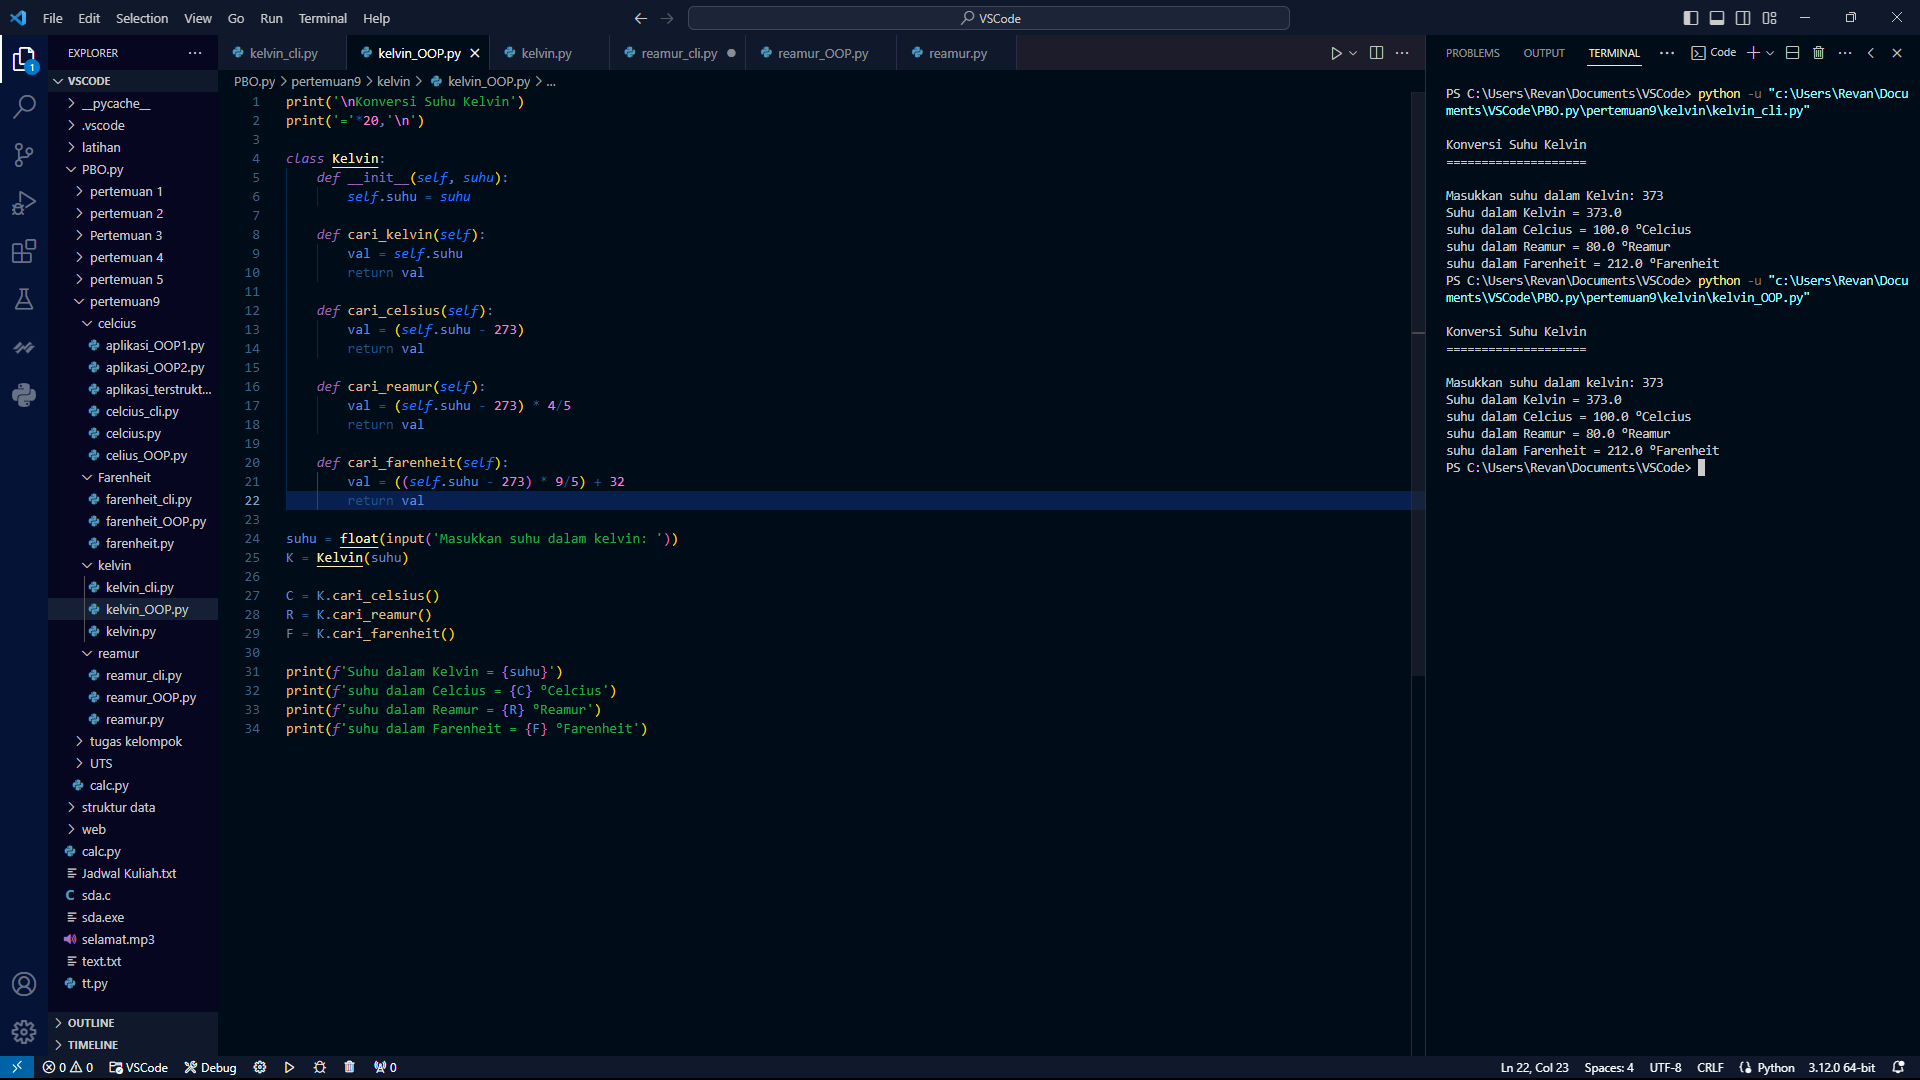 File Edit Selection View Go Run Terminal Help
VSCode
1
EXPLORER
VSCODE
__pycache__
.vscode
latihan
PBO.py
pertemuan 1
pertemuan 2
Pertemuan 3
pertemuan 4
pertemuan 5
pertemuan9
celcius
aplikasi_OOP1.py
aplikasi_OOP2.py
aplikasi_terstrukt...
celcius_cli.py
celcius.py
celius_OOP.py
Farenheit
farenheit_cli.py
farenheit_OOP.py
farenheit.py
kelvin
kelvin_cli.py
kelvin_OOP.py
kelvin.py
reamur
reamur_cli.py
reamur_OOP.py
reamur.py
tugas kelompok
UTS
calc.py
struktur data
web
calc.py
Jadwal Kuliah.txt
C sda.c
sda.exe
selamat.mp3
text.txt
tt.py
OUTLINE
TIMELINE
kelvin_cli.py kelvin_OOP.py kelvin.py reamur_cli.py reamur_OOP.py reamur.py
PBO.py > pertemuan9 > kelvin > kelvin_OOP.py > ...
1 print('\nKonversi Suhu Kelvin')
2 print('='*20,'\n')
3
4 class Kelvin:
5     def __init__(self, suhu):
6         self.suhu = suhu
7
8     def cari_kelvin(self):
9         val = self.suhu
10         return val
11
12     def cari_celsius(self):
13         val = (self.suhu - 273)
14         return val
15
16     def cari_reamur(self):
17         val = (self.suhu - 273) * 4/5
18         return val
19
20     def cari_farenheit(self):
21         val = ((self.suhu - 273) * 9/5) + 32
22         return val
23
24 suhu = float(input('Masukkan suhu dalam kelvin: '))
25 K = Kelvin(suhu)
26
27 C = K.cari_celsius()
28 R = K.cari_reamur()
29 F = K.cari_farenheit()
30
31 print(f'Suhu dalam Kelvin = {suhu}')
32 print(f'suhu dalam Celcius = {C} °Celcius')
33 print(f'suhu dalam Reamur = {R} °Reamur')
34 print(f'suhu dalam Farenheit = {F} °Farenheit')
PROBLEMS OUTPUT TERMINAL Code
PS C:\Users\Revan\Documents\VSCode> python -u "c:\Users\Revan\Docu
ments\VSCode\PBO.py\pertemuan9\kelvin\kelvin_cli.py"
Konversi Suhu Kelvin
====================
Masukkan suhu dalam Kelvin: 373
Suhu dalam Kelvin = 373.0
suhu dalam Celcius = 100.0 °Celcius
suhu dalam Reamur = 80.0 °Reamur
suhu dalam Farenheit = 212.0 °Farenheit
PS C:\Users\Revan\Documents\VSCode> python -u "c:\Users\Revan\Docu
ments\VSCode\PBO.py\pertemuan9\kelvin\kelvin_OOP.py"
Konversi Suhu Kelvin
====================
Masukkan suhu dalam kelvin: 373
Suhu dalam Kelvin = 373.0
suhu dalam Celcius = 100.0 °Celcius
suhu dalam Reamur = 80.0 °Reamur
suhu dalam Farenheit = 212.0 °Farenheit
PS C:\Users\Revan\Documents\VSCode>
0 0 VSCode Debug 0 Ln 22, Col 23 Spaces: 4 UTF-8 CRLF Python 3.12.0 64-bit